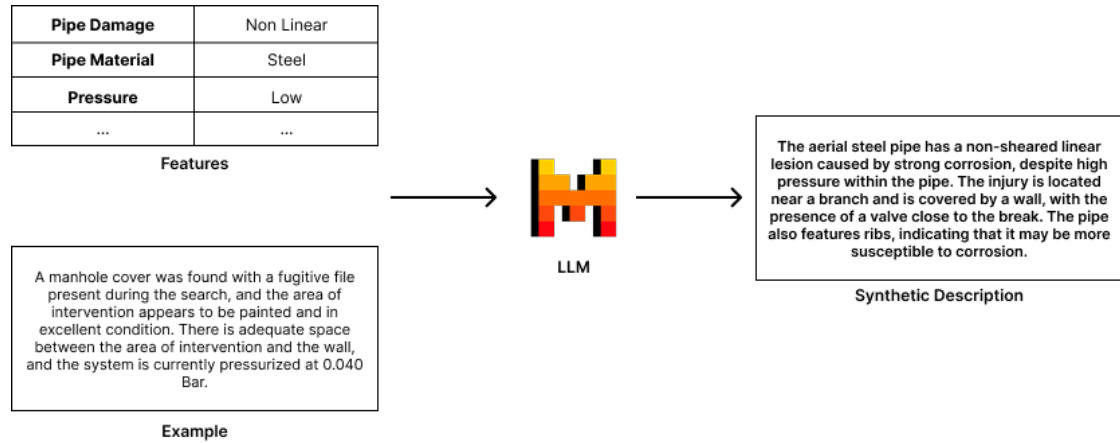 Pipe Damage Non Linear
Pipe Material Steel
Pressure Low
... ...
Features
A manhole cover was found with a fugitive file
present during the search, and the area of
intervention appears to be painted and in
excellent condition. There is adequate space
between the area of intervention and the wall,
and the system is currently pressurized at 0.040
Bar.
Example
LLM
The aerial steel pipe has a non-sheared linear
lesion caused by strong corrosion, despite high
pressure within the pipe. The injury is located
near a branch and is covered by a wall, with the
presence of a valve close to the break. The pipe
also features ribs, indicating that it may be more
susceptible to corrosion.
Synthetic Description